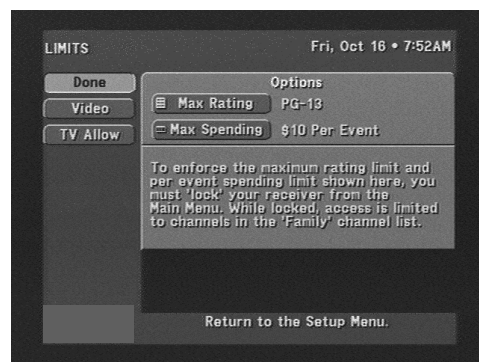 LIMITS
Fri, Oct 16 • 7:52AM
Done
Video
TV Allow
Options
Max Rating PG-13
Max Spending $10 Per Event
To enforce the maximum rating limit and
per event spending limit shown here, you
must 'lock' your receiver from the
Main Menu. While locked, access is limited
to channels in the 'Family' channel list.
Return to the Setup Menu.